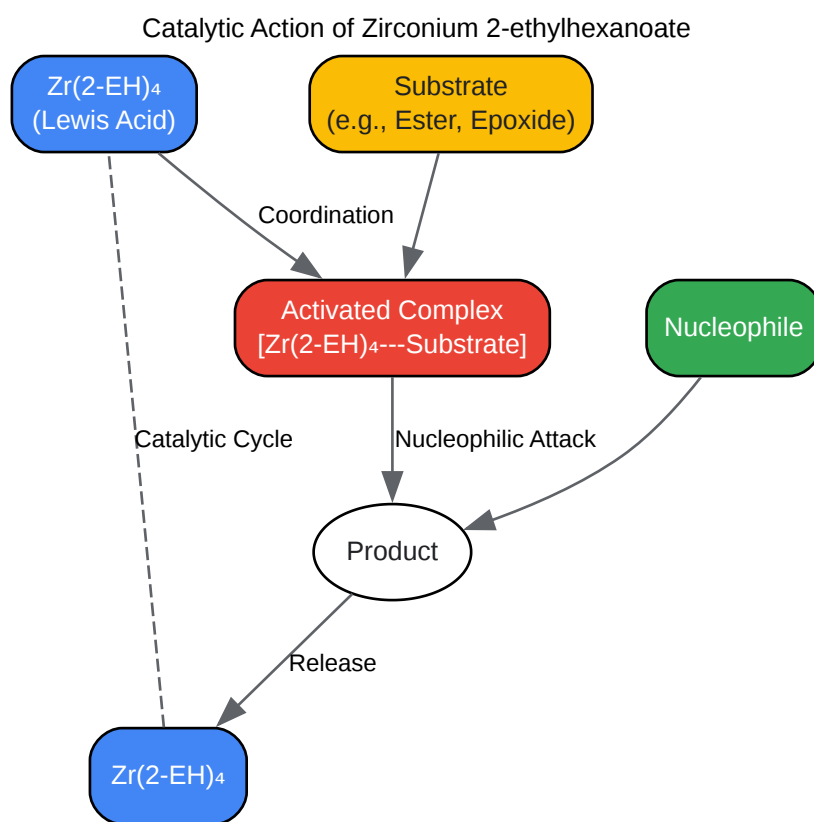 Catalytic Action of Zirconium 2-ethylhexanoate
Zr(2-EH)₄
(Lewis Acid)
Substrate
(e.g., Ester, Epoxide)
Coordination
Activated Complex
[Zr(2-EH)₄---Substrate]
Nucleophile
Catalytic Cycle
Nucleophilic Attack
Product
Release
Zr(2-EH)₄